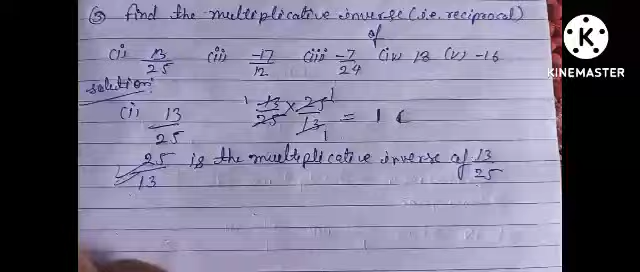 ⑤ Find the multiplicative inverse (i.e. reciprocal) of
(i) 13/25 (ii) -17/12 (iii) -7/24 (iv) 18 (v) -16
Solution:
(i) 13/25 13/25 × 25/13 = 1
25/13 is the multiplicative inverse of 13/25
KINEMASTER